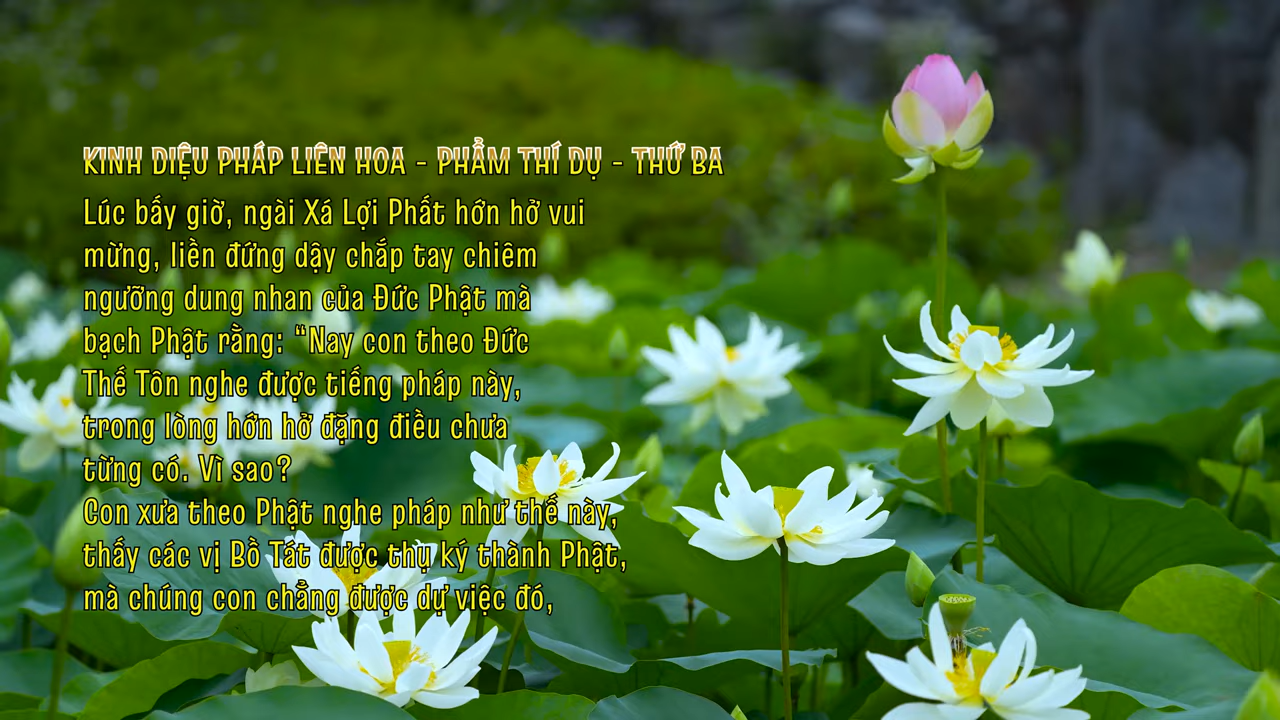 KINH DIỆU PHÁP LIÊN HOA - PHẨM THÍ DỤ - THỨ BA
Lúc bấy giờ, ngài Xá Lợi Phất hớn hở vui
mừng, liền đứng dậy chắp tay chiêm
ngưỡng dung nhan của Đức Phật mà
bạch Phật rằng: “Nay con theo Đức
Thế Tôn nghe được tiếng pháp này,
trong lòng hớn hở đặng điều chưa
từng có. Vì sao?
Con xưa theo Phật nghe pháp như thế này,
thấy các vị Bồ Tát được thụ ký thành Phật,
mà chúng con chẳng được dự việc đó,